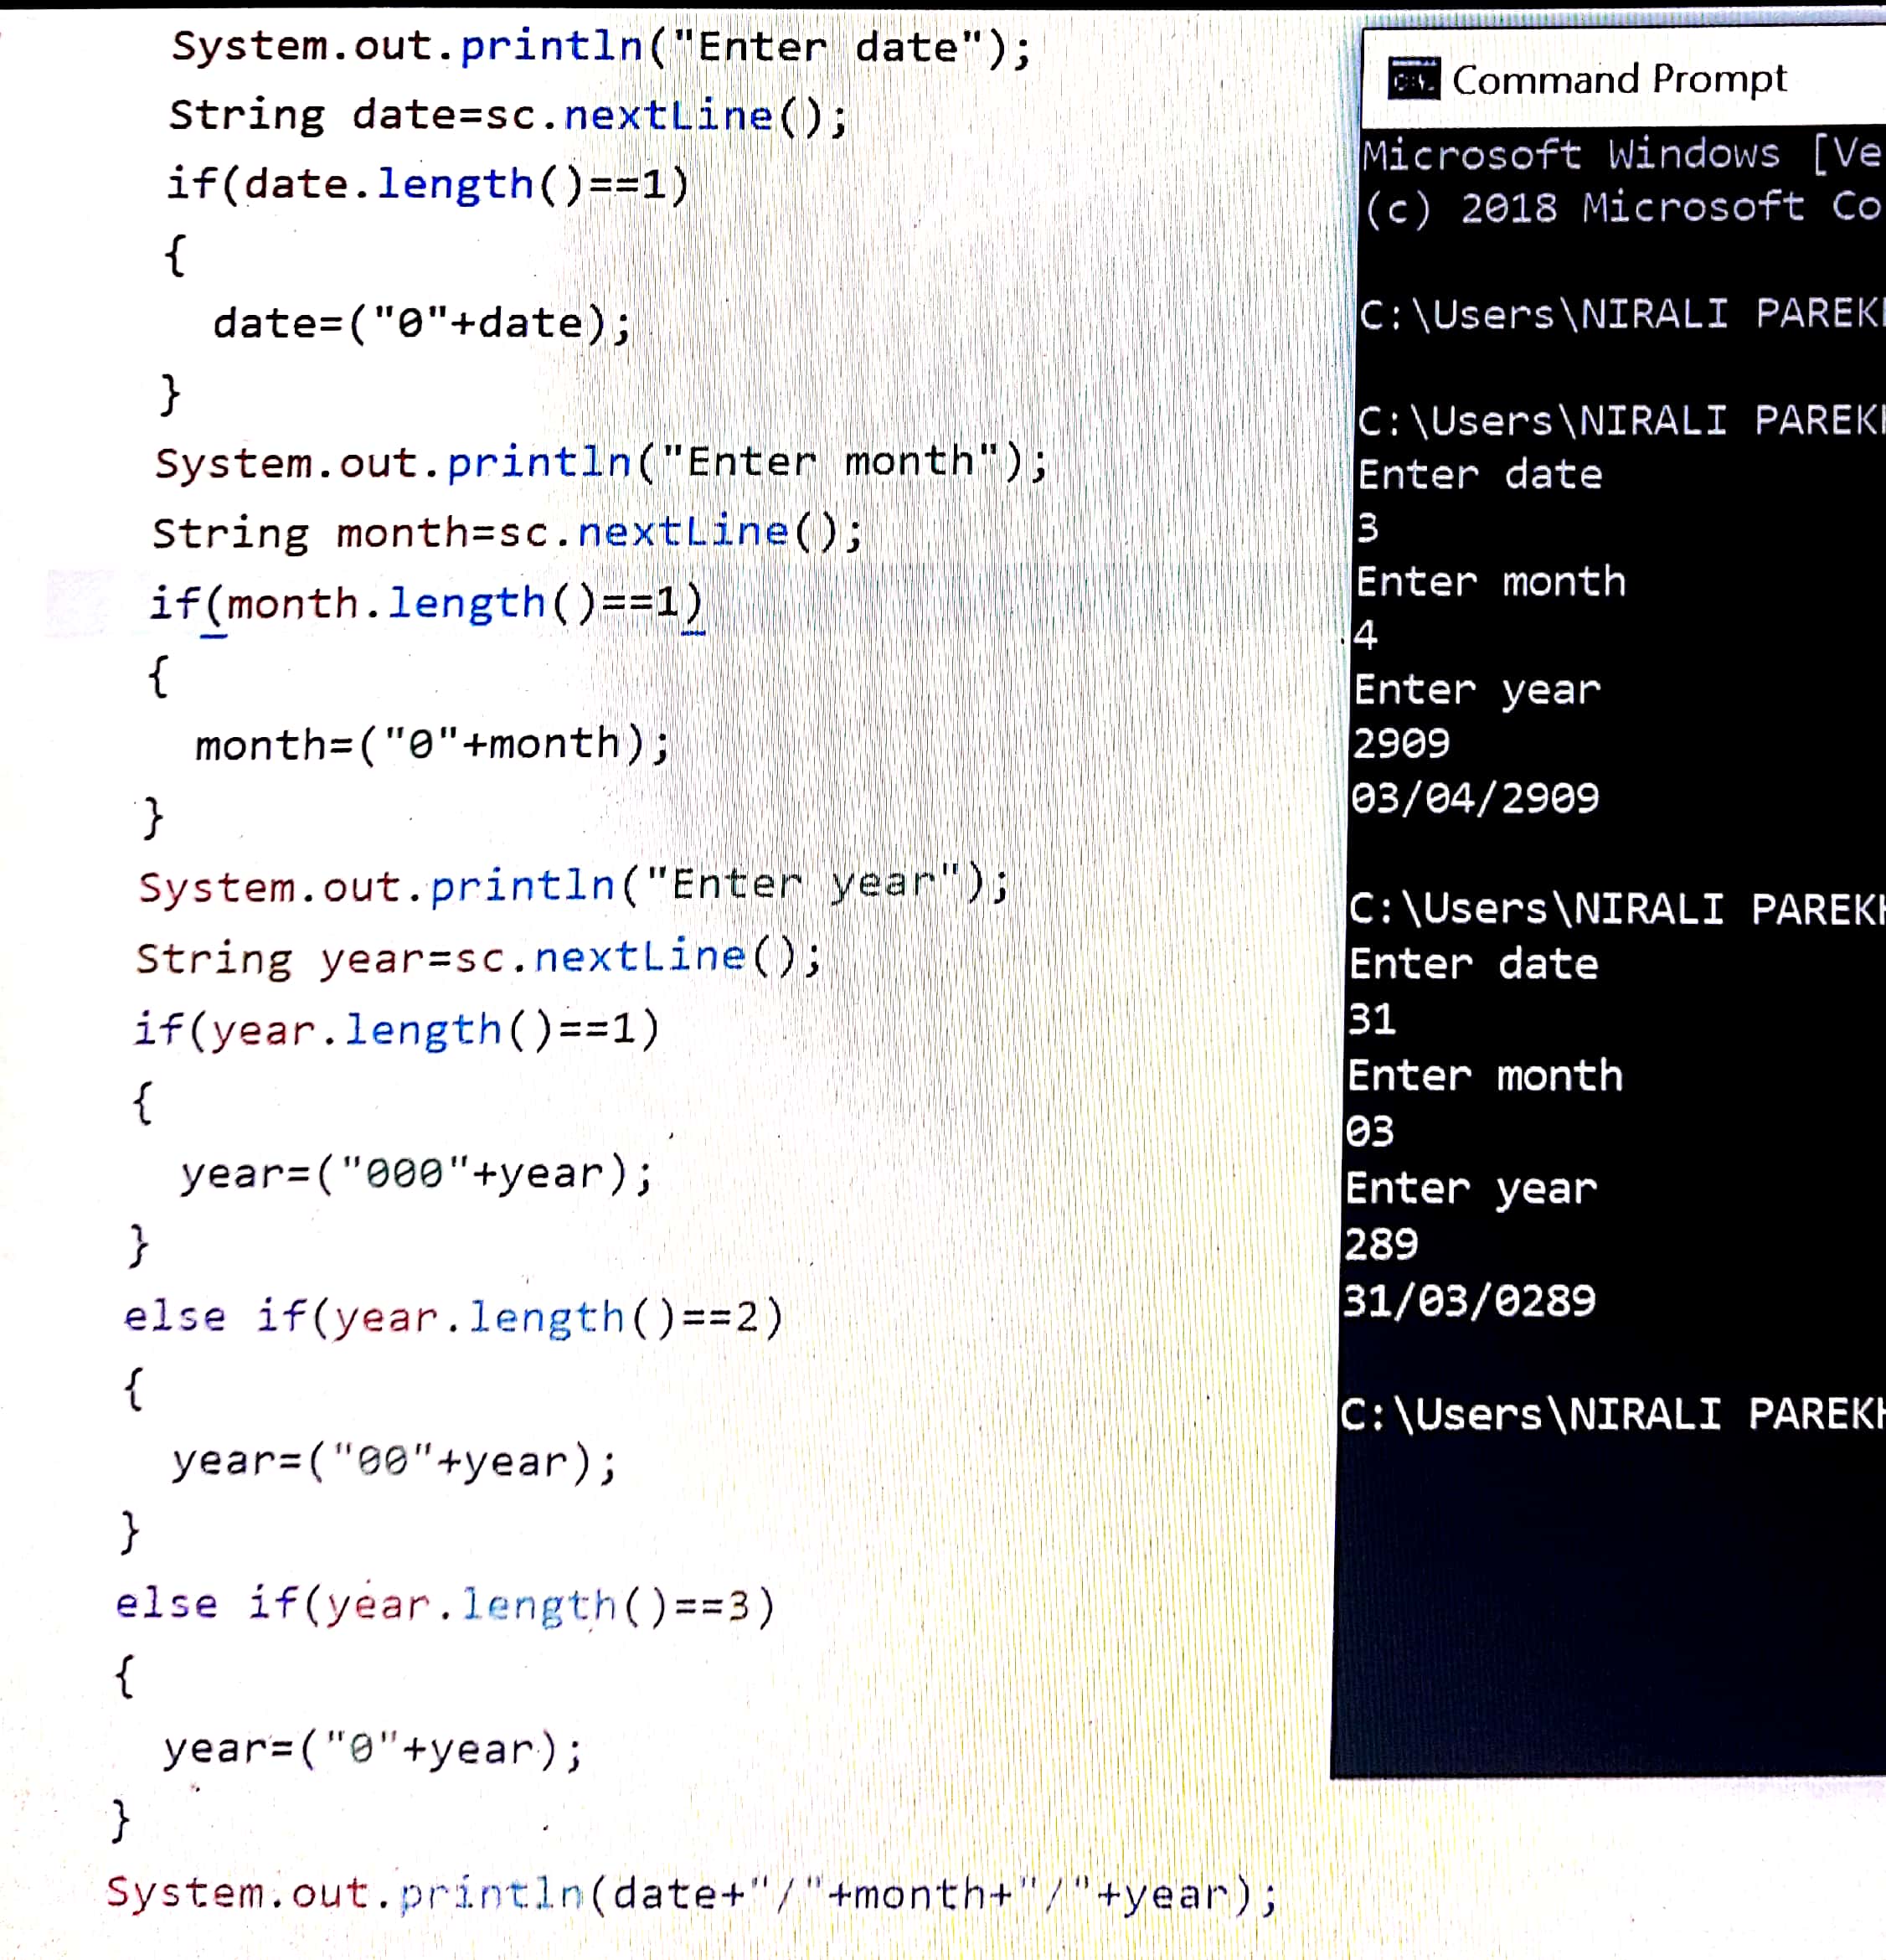 System.out.println("Enter date");
String date=sc.nextLine();
if(date.length()==1)
{
date=("0"+date);
}
System.out.println("Enter month");
String month=sc.nextLine();
if(month.length()==1)
{
month=("0"+month);
}
System.out.println("Enter year");
String year=sc.nextLine();
if(year.length()==1)
{
year=("000"+year);
}
else if(year.length()==2)
{
year=("00"+year);
}
else if(year.length()==3)
{
year=("0"+year);
}
System.out.println(date+"/"+month+"/"+year);
Command Prompt
Microsoft Windows [Ve
(c) 2018 Microsoft Co
C:\Users\NIRALI PAREKH
C:\Users\NIRALI PAREKH
Enter date
3
Enter month
4
Enter year
2909
03/04/2909
C:\Users\NIRALI PAREKH
Enter date
31
Enter month
03
Enter year
289
31/03/0289
C:\Users\NIRALI PAREKH